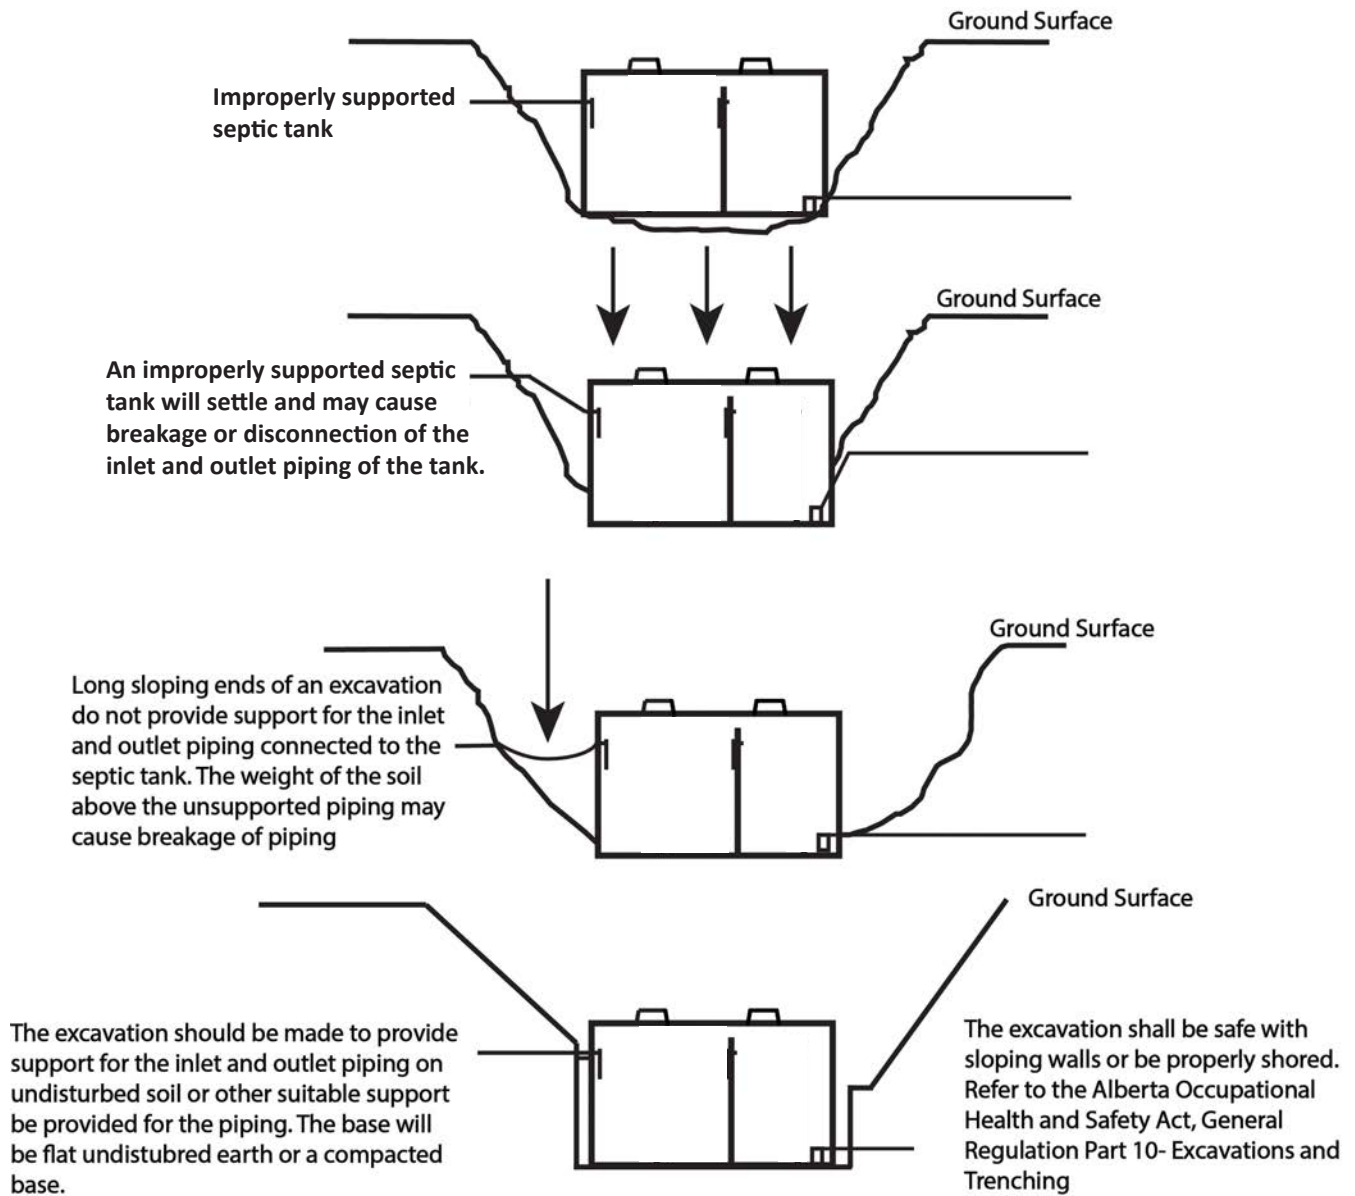 Ground Surface
Improperly supported
septic tank
Ground Surface
An improperly supported septic
tank will settle and may cause
breakage or disconnection of the
inlet and outlet piping of the tank.
Ground Surface
Long sloping ends of an excavation
do not provide support for the inlet
and outlet piping connected to the
septic tank. The weight of the soil
above the unsupported piping may
cause breakage of piping
Ground Surface
The excavation should be made to provide
support for the inlet and outlet piping on
undisturbed soil or other suitable support
be provided for the piping. The base will
be flat undistubred earth or a compacted
base.
The excavation shall be safe with
sloping walls or be properly shored.
Refer to the Alberta Occupational
Health and Safety Act, General
Regulation Part 10- Excavations and
Trenching